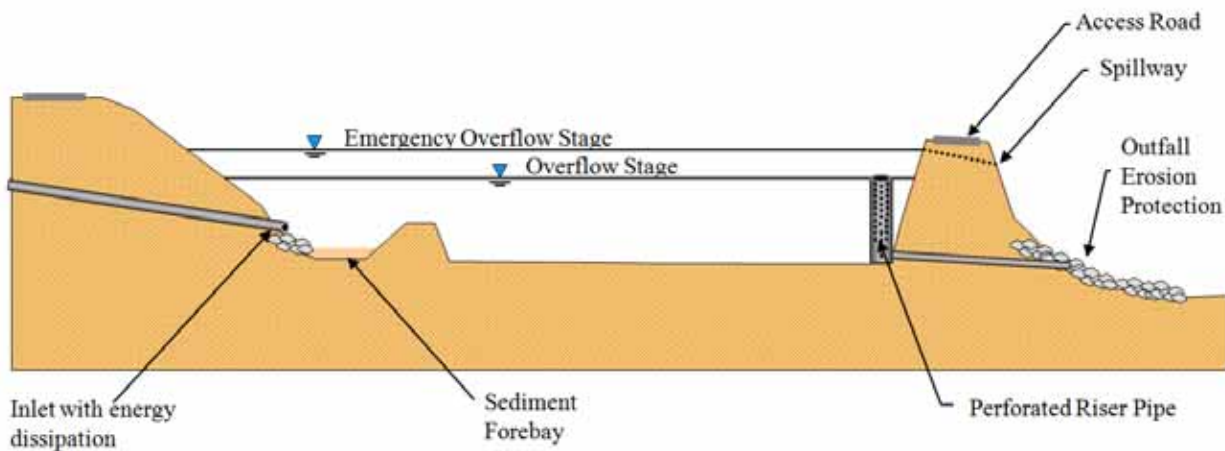 Access Road
Spillway
Emergency Overflow Stage
Overflow Stage
Outfall
Erosion
Protection
Inlet with energy
dissipation
Sediment
Forebay
Perforated Riser Pipe